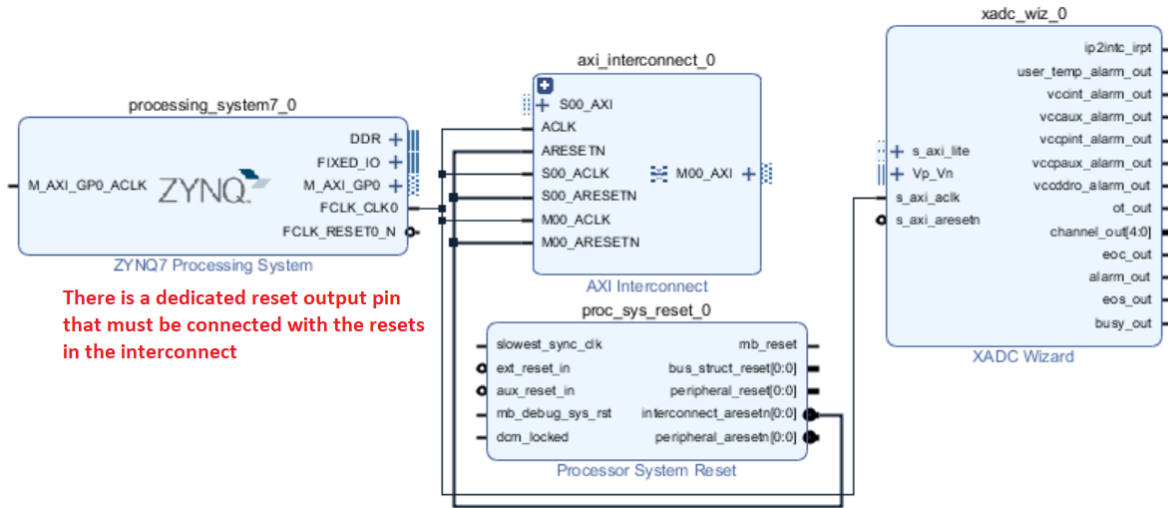 processing_system7_0
DDR
FIXED_IO
M_AXI_GP0_ACLK
ZYNQ
M_AXI_GP0
FCLK_CLK0
FCLK_RESET0_N
ZYNQ7 Processing System
There is a dedicated reset output pin
that must be connected with the resets
in the interconnect
axi_interconnect_0
S00_AXI
ACLK
ARESETN
S00_ACLK
M00_AXI
S00_ARESETN
M00_ACLK
M00_ARESETN
AXI Interconnect
proc_sys_reset_0
slowest_sync_clk
mb_reset
ext_reset_in
bus_struct_reset[0:0]
aux_reset_in
peripheral_reset[0:0]
mb_debug_sys_rst
interconnect_aresetn[0:0]
dcm_locked
peripheral_aresetn[0:0]
Processor System Reset
xadc_wiz_0
ip2intc_irpt
user_temp_alarm_out
vccint_alarm_out
vccaux_alarm_out
vccpint_alarm_out
s_axi_lite
vccpaux_alarm_out
Vp_Vn
vccddro_alarm_out
s_axi_aclk
ot_out
s_axi_aresetn
channel_out[4:0]
eoc_out
alarm_out
eos_out
busy_out
XADC Wizard